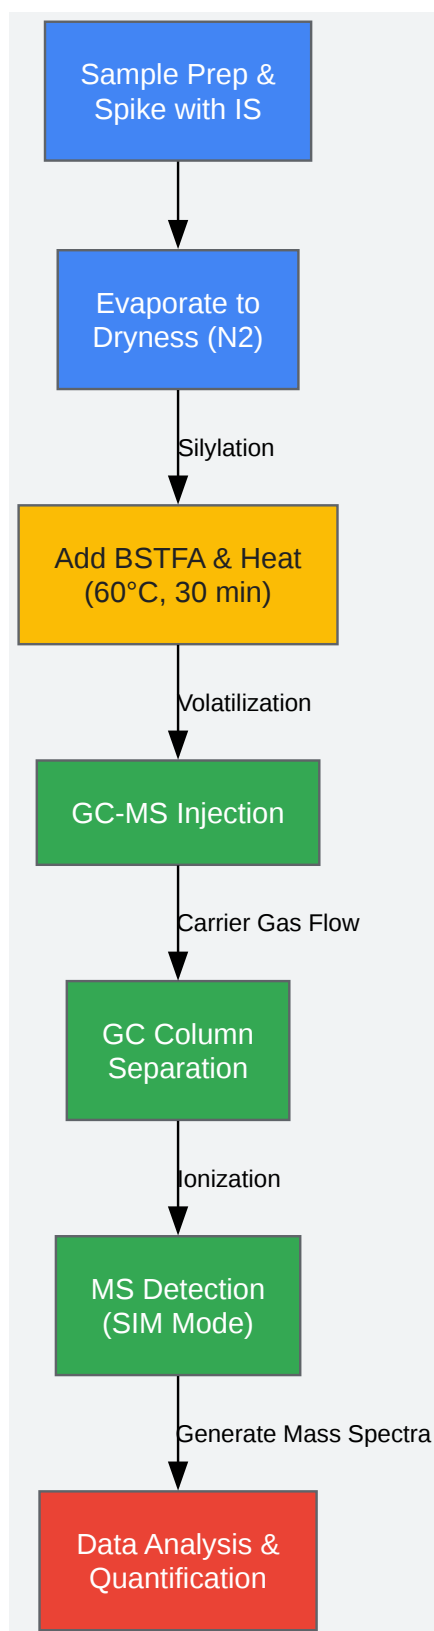 Sample Prep &
Spike with IS
Evaporate to
Dryness (N2)
Silylation
Add BSTFA & Heat
(60°C, 30 min)
Volatilization
GC-MS Injection
Carrier Gas Flow
GC Column
Separation
Ionization
MS Detection
(SIM Mode)
Generate Mass Spectra
Data Analysis &
Quantification